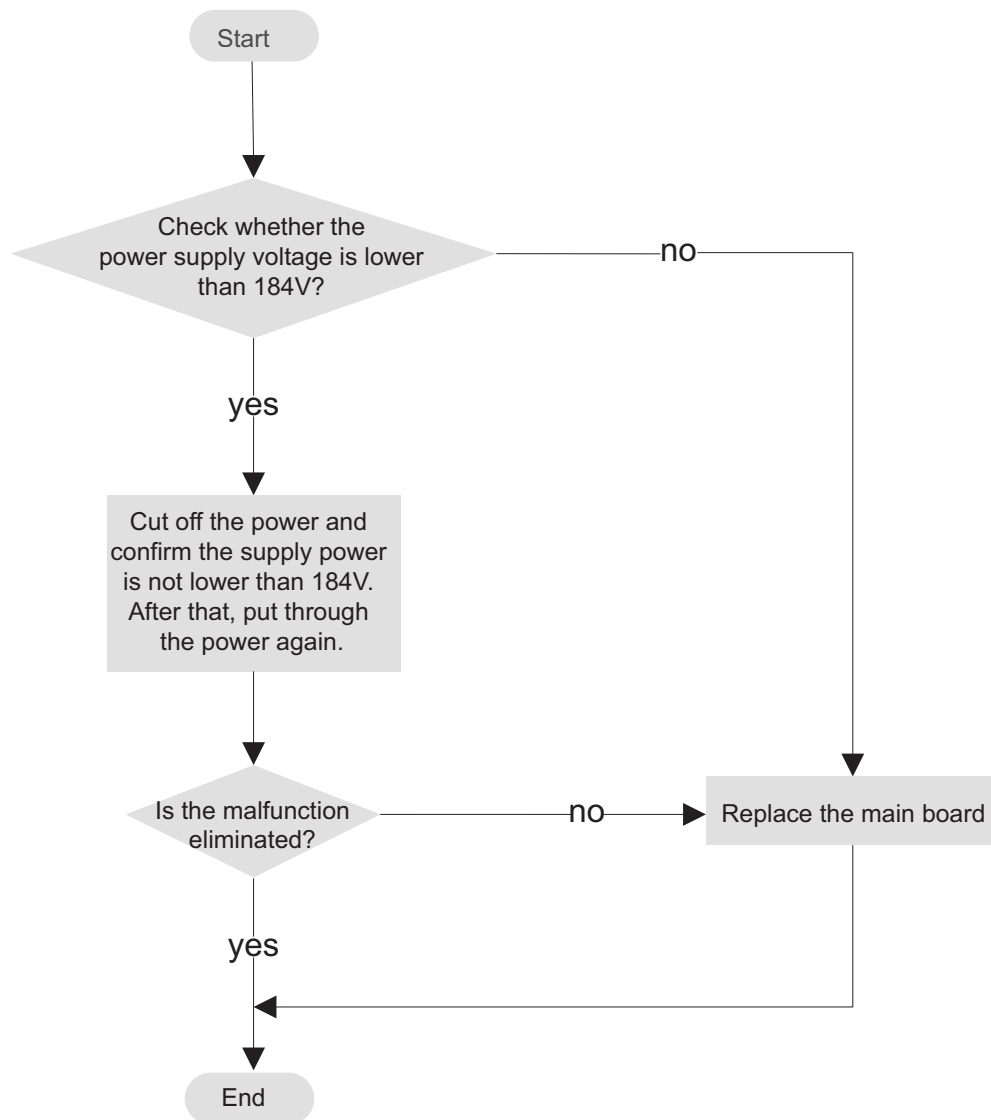 Start
Check whether the
power supply voltage is lower
than 184V?
no
yes
Cut off the power and
confirm the supply power
is not lower than 184V.
After that, put through
the power again.
Is the malfunction
eliminated?
no
Replace the main board
yes
End